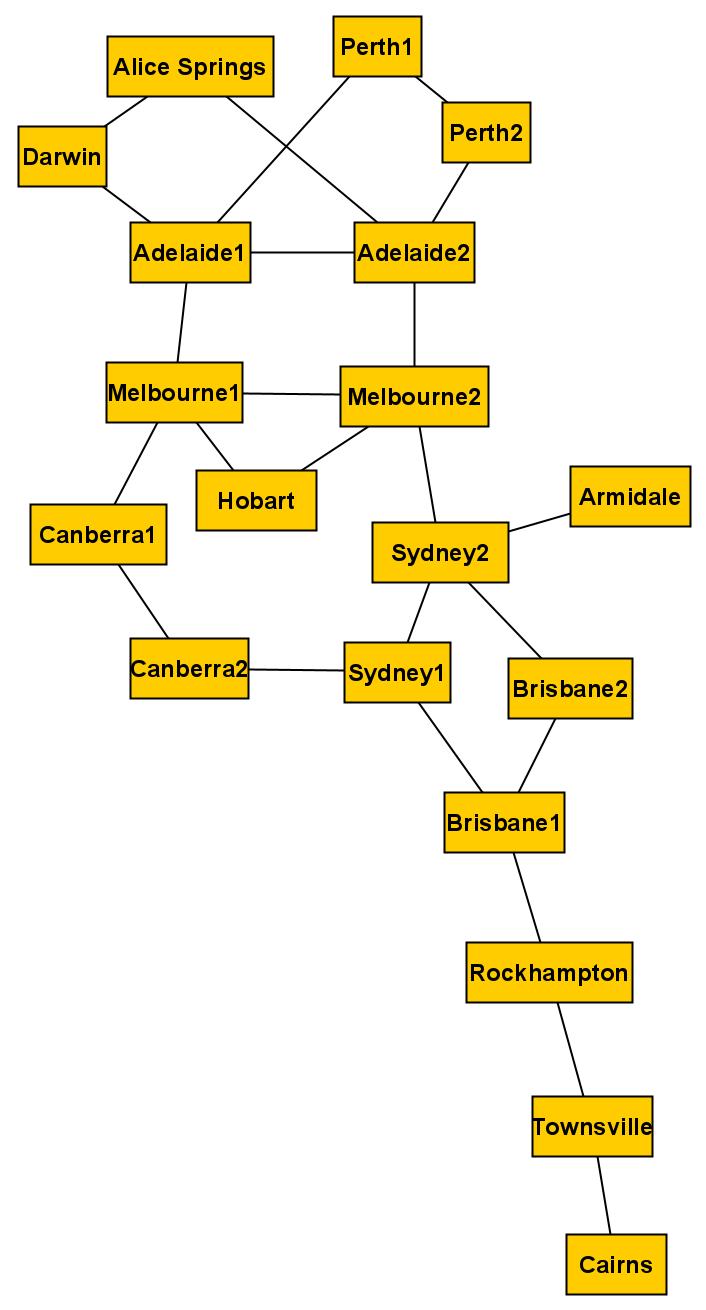 Perth1
Alice Springs
Perth2
Darwin
Adelaide1
Adelaide2
Melbourne1
Melbourne2
Hobart
Armidale
Canberra1
Sydney2
Canberra2
Sydney1
Brisbane2
Brisbane1
Rockhampton
Townsville
Cairns